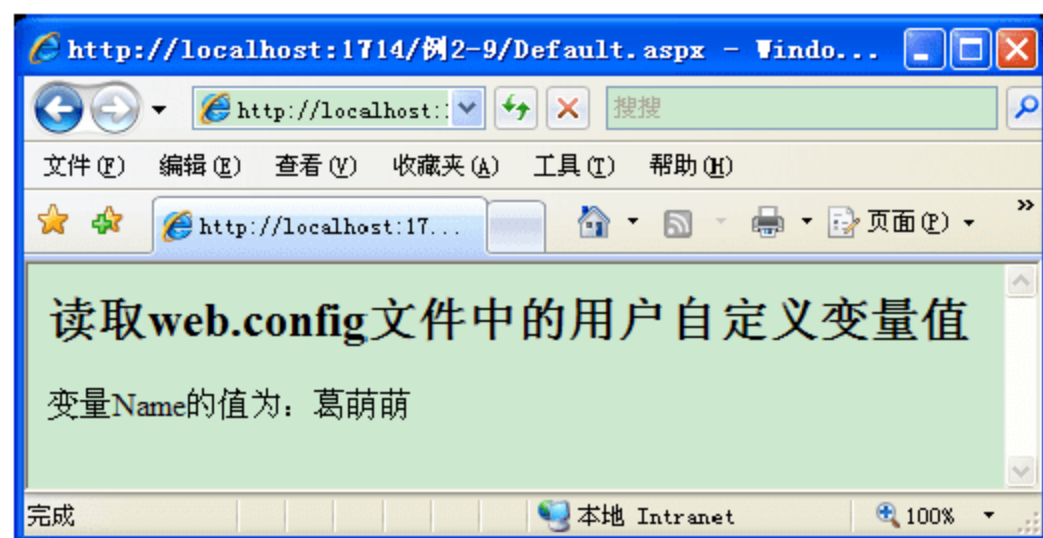 http://localhost:1714/例2-9/Default.aspx - Windo...
http://localhost: 搜搜
文件(F) 编辑(E) 查看(V) 收藏夹(A) 工具(T) 帮助(H)
http://localhost:17... 页面(P) »
读取web.config文件中的用户自定义变量值
变量Name的值为：葛萌萌
完成 本地 Intranet 100%